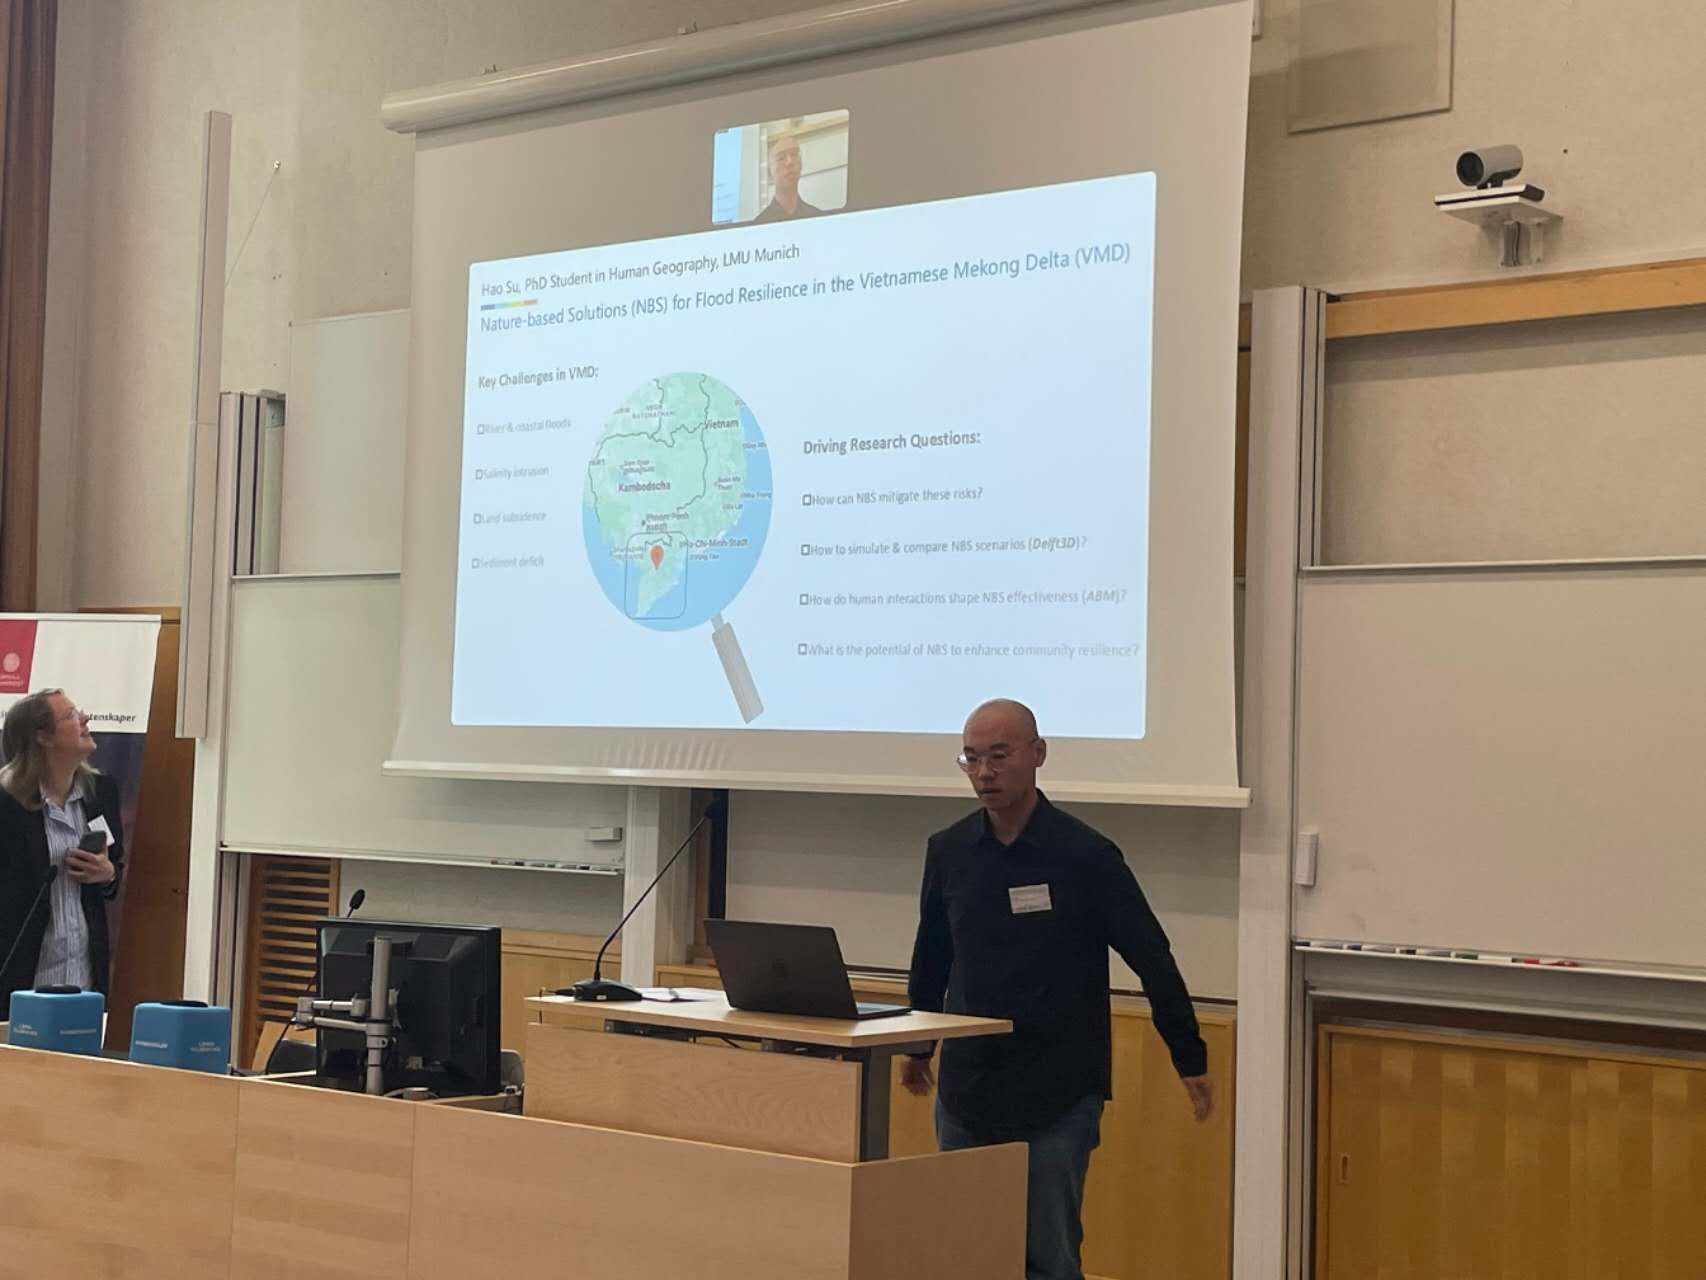 Hao Su, PhD Student in Human Geography, LMU Munich
Nature-based Solutions (NBS) for Flood Resilience in the Vietnamese Mekong Delta (VMD)
Key Challenges in VMD:
River & coastal floods
Salinity intrusion
Land subsidence
Sediment deficit
Vietnam
Kambodscha
Phnom Penh
Ho-Chi-Minh-Stadt
Driving Research Questions:
How can NBS mitigate these risks?
How to simulate & compare NBS scenarios (Delft3D)?
How do human interactions shape NBS effectiveness (ABM)?
What is the potential of NBS to enhance community resilience?